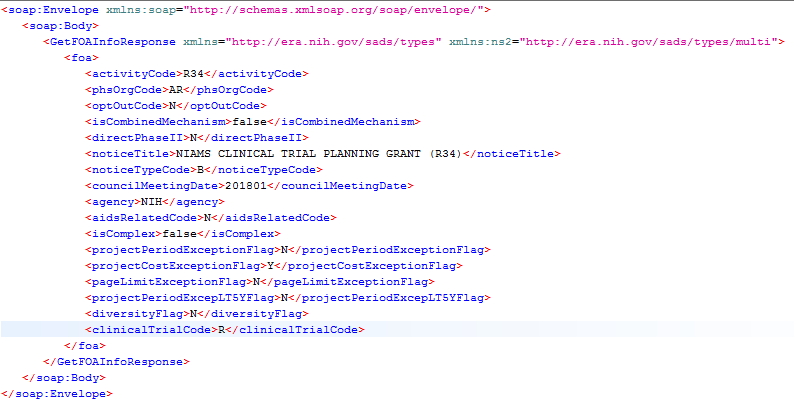 <soap:Envelope xmlns:soap="http://schemas.xmlsoap.org/soap/envelope/">
<soap:Body>
<GetFOAInfoResponse xmlns="http://era.nih.gov/sads/types" xmlns:ns2="http://era.nih.gov/sads/types/multi">
<foa>
<activityCode>R34</activityCode>
<phsOrgCode>AR</phsOrgCode>
<optOutCode>N</optOutCode>
<isCombinedMechanism>false</isCombinedMechanism>
<directPhaseII>N</directPhaseII>
<noticeTitle>NIAMS CLINICAL TRIAL PLANNING GRANT (R34)</noticeTitle>
<noticeTypeCode>B</noticeTypeCode>
<councilMeetingDate>201801</councilMeetingDate>
<agency>NIH</agency>
<aidsRelatedCode>N</aidsRelatedCode>
<isComplex>false</isComplex>
<projectPeriodExceptionFlag>N</projectPeriodExceptionFlag>
<projectCostExceptionFlag>Y</projectCostExceptionFlag>
<pageLimitExceptionFlag>N</pageLimitExceptionFlag>
<projectPeriodExcepLT5YFlag>N</projectPeriodExcepLT5YFlag>
<diversityFlag>N</diversityFlag>
<clinicalTrialCode>R</clinicalTrialCode>
</foa>
</GetFOAInfoResponse>
</soap:Body>
</soap:Envelope>